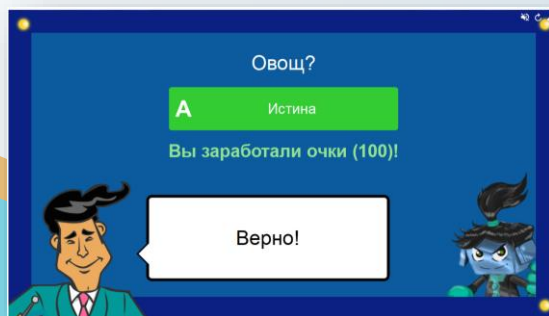 Овощ?
A Истина
Вы заработали очки (100)!
Верно!